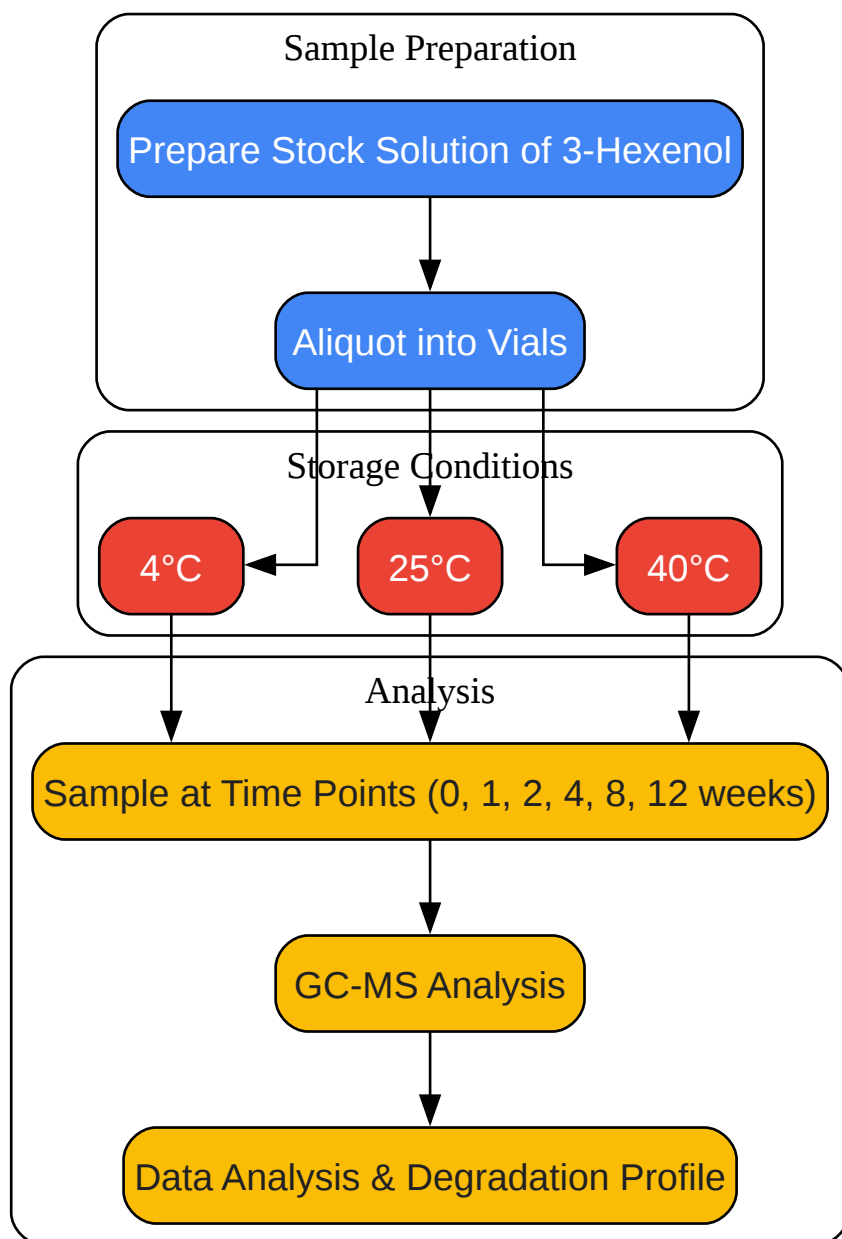 Sample Preparation
Prepare Stock Solution of 3-Hexenol
Aliquot into Vials
Storage Conditions
4°C
25°C
40°C
Analysis
Sample at Time Points (0, 1, 2, 4, 8, 12 weeks)
GC-MS Analysis
Data Analysis & Degradation Profile